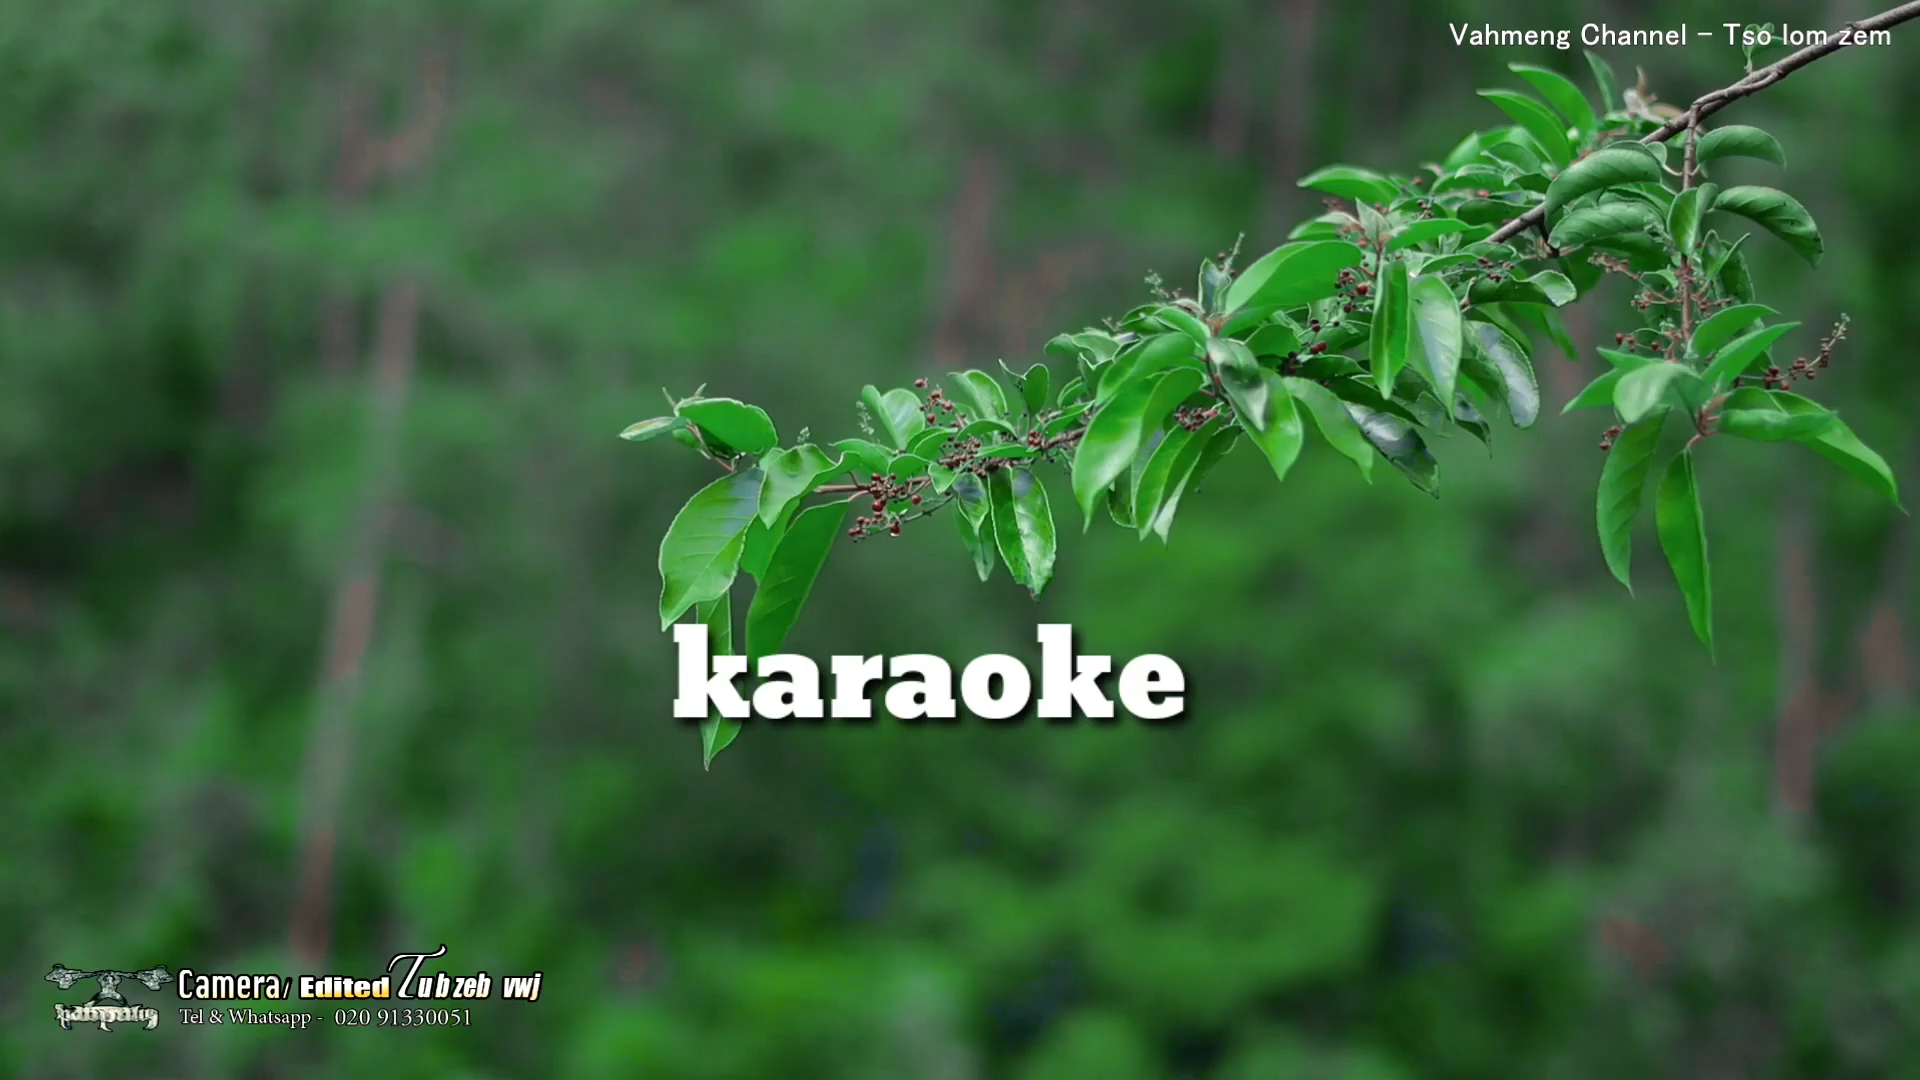 Vahmeng Channel - Tso lom zem
karaoke
Camera/ Edited Tubzeb vwj
Tel & Whatsapp - 020 91330051